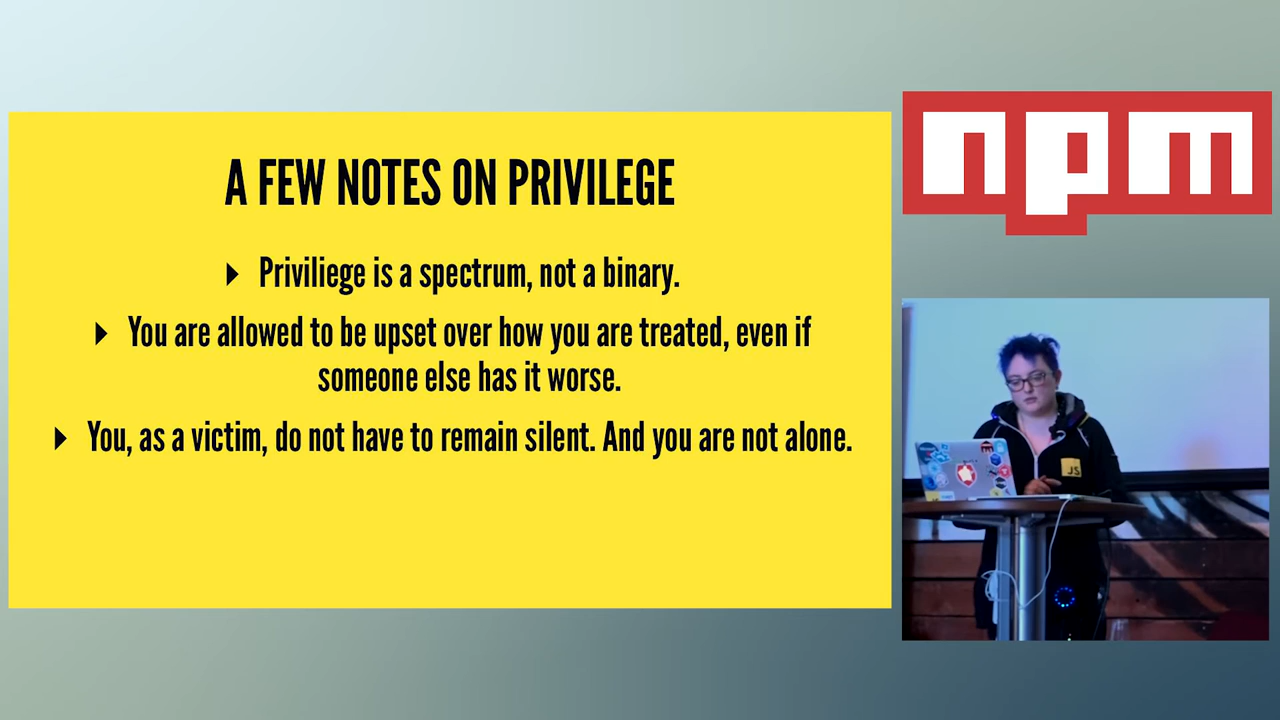 A FEW NOTES ON PRIVILEGE
Priviliege is a spectrum, not a binary.
You are allowed to be upset over how you are treated, even if
someone else has it worse.
You, as a victim, do not have to remain silent. And you are not alone.
npm
JS